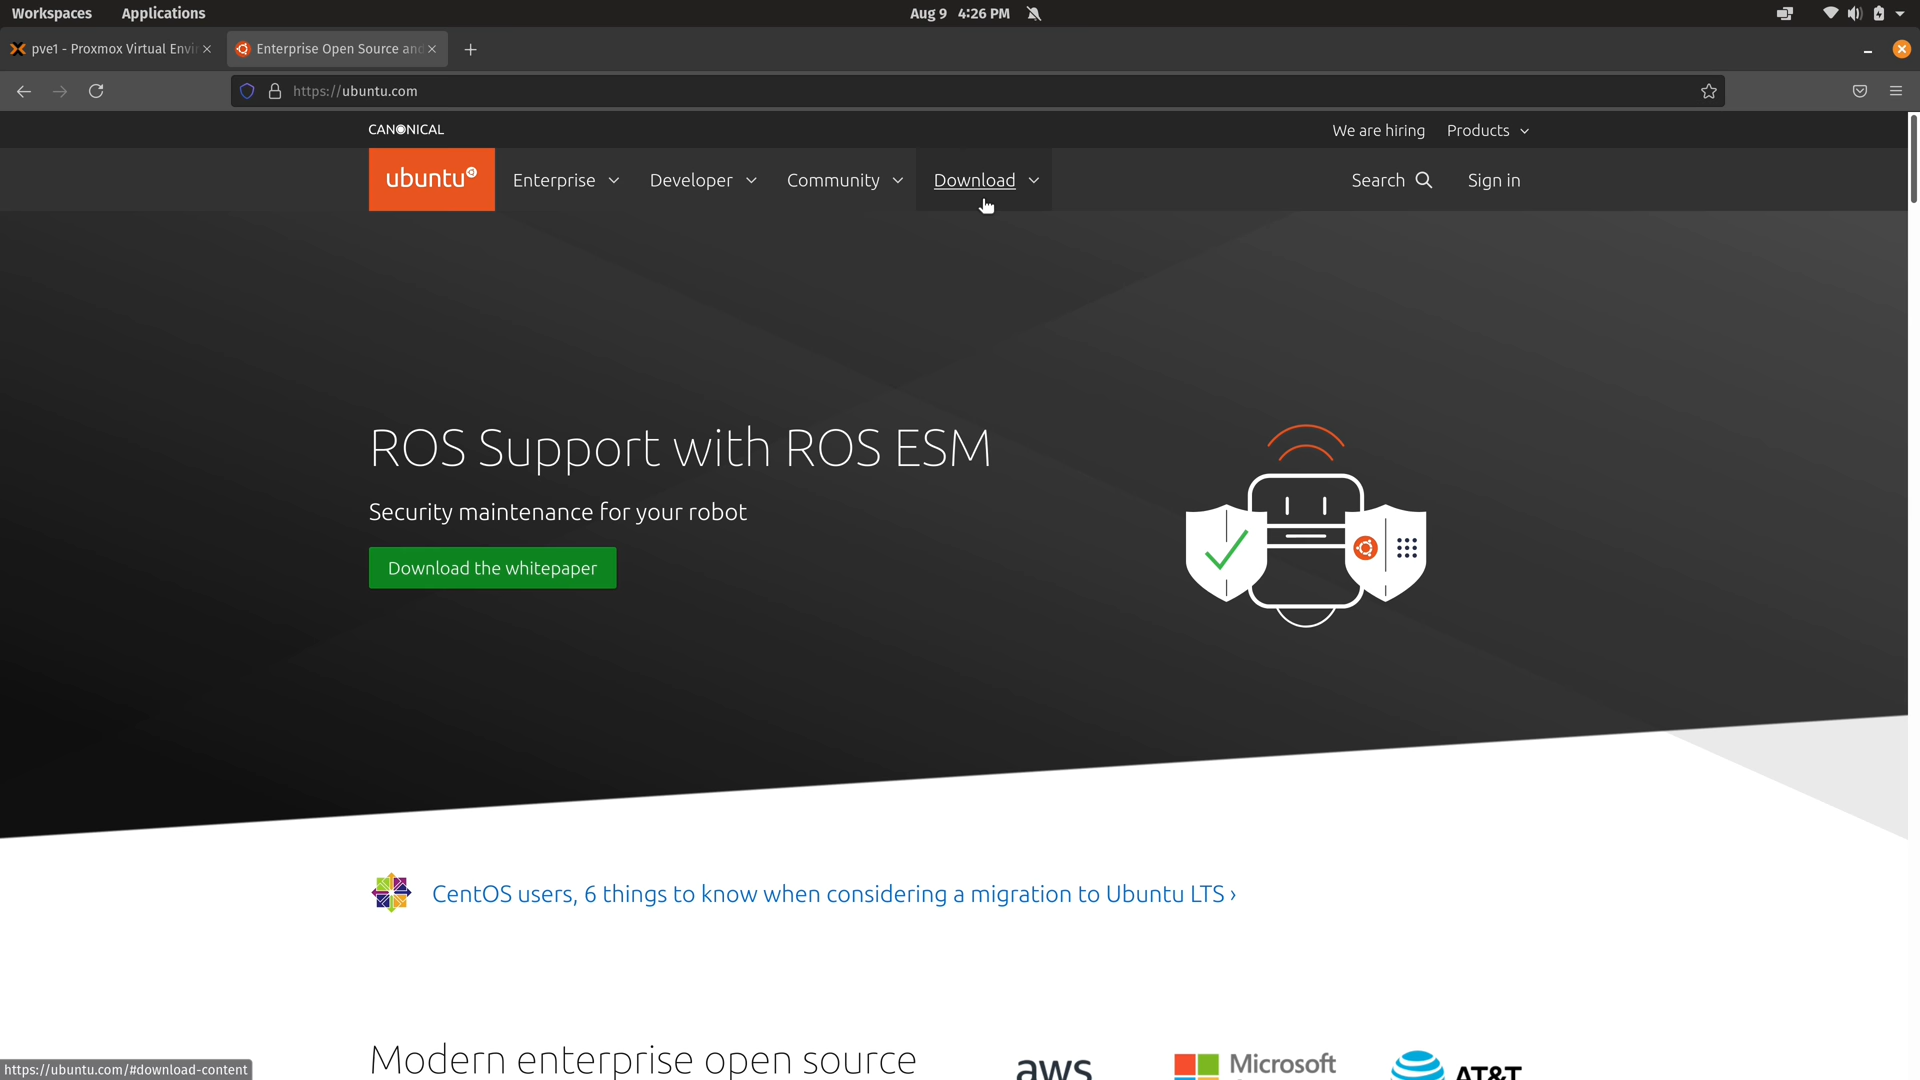 Workspaces Applications Aug 9 4:26 PM
pve1 - Proxmox Virtual Envi Enterprise Open Source and
https://ubuntu.com
CANONICAL We are hiring Products
ubuntu Enterprise Developer Community Download Search Sign in
ROS Support with ROS ESM
Security maintenance for your robot
Download the whitepaper
CentOS users, 6 things to know when considering a migration to Ubuntu LTS ›
Modern enterprise open source aws Microsoft AT&T
https://ubuntu.com/#download-content